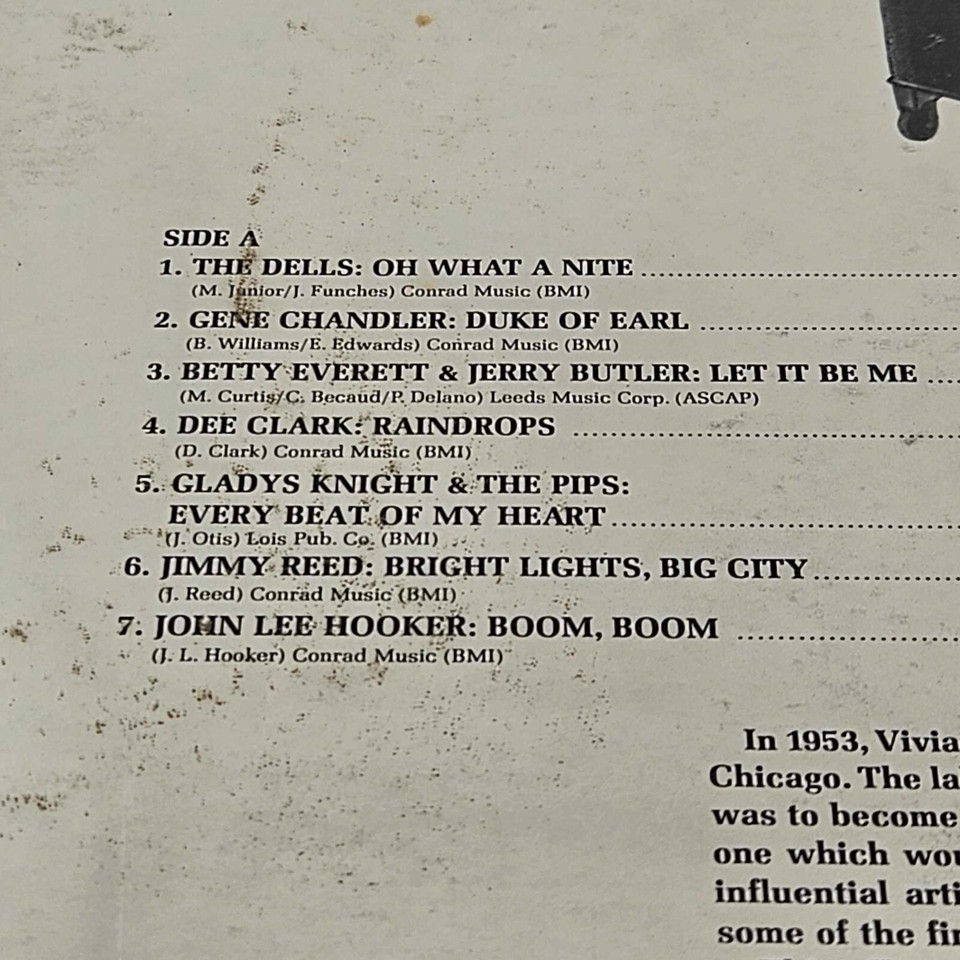 SIDE A
1. THE DELLS: OH WHAT A NITE
(M. Junior/J. Funches) Conrad Music (BMI)
2. GENE CHANDLER: DUKE OF EARL
(B. Williams/E. Edwards) Conrad Music (BMI)
3. BETTY EVERETT & JERRY BUTLER: LET IT BE ME
(M. Curtis/C. Becaud/P. Delano) Leeds Music Corp. (ASCAP)
4. DEE CLARK: RAINDROPS
(D. Clark) Conrad Music (BMI)
5. GLADYS KNIGHT & THE PIPS:
EVERY BEAT OF MY HEART
(J. Otis) Lois Pub. Co. (BMI)
6. JIMMY REED: BRIGHT LIGHTS, BIG CITY
(J. Reed) Conrad Music (BMI)
7. JOHN LEE HOOKER: BOOM, BOOM
(J. L. Hooker) Conrad Music (BMI)
In 1953, Vivia
Chicago. The la
was to become
one which wou
influential arti
some of the fin